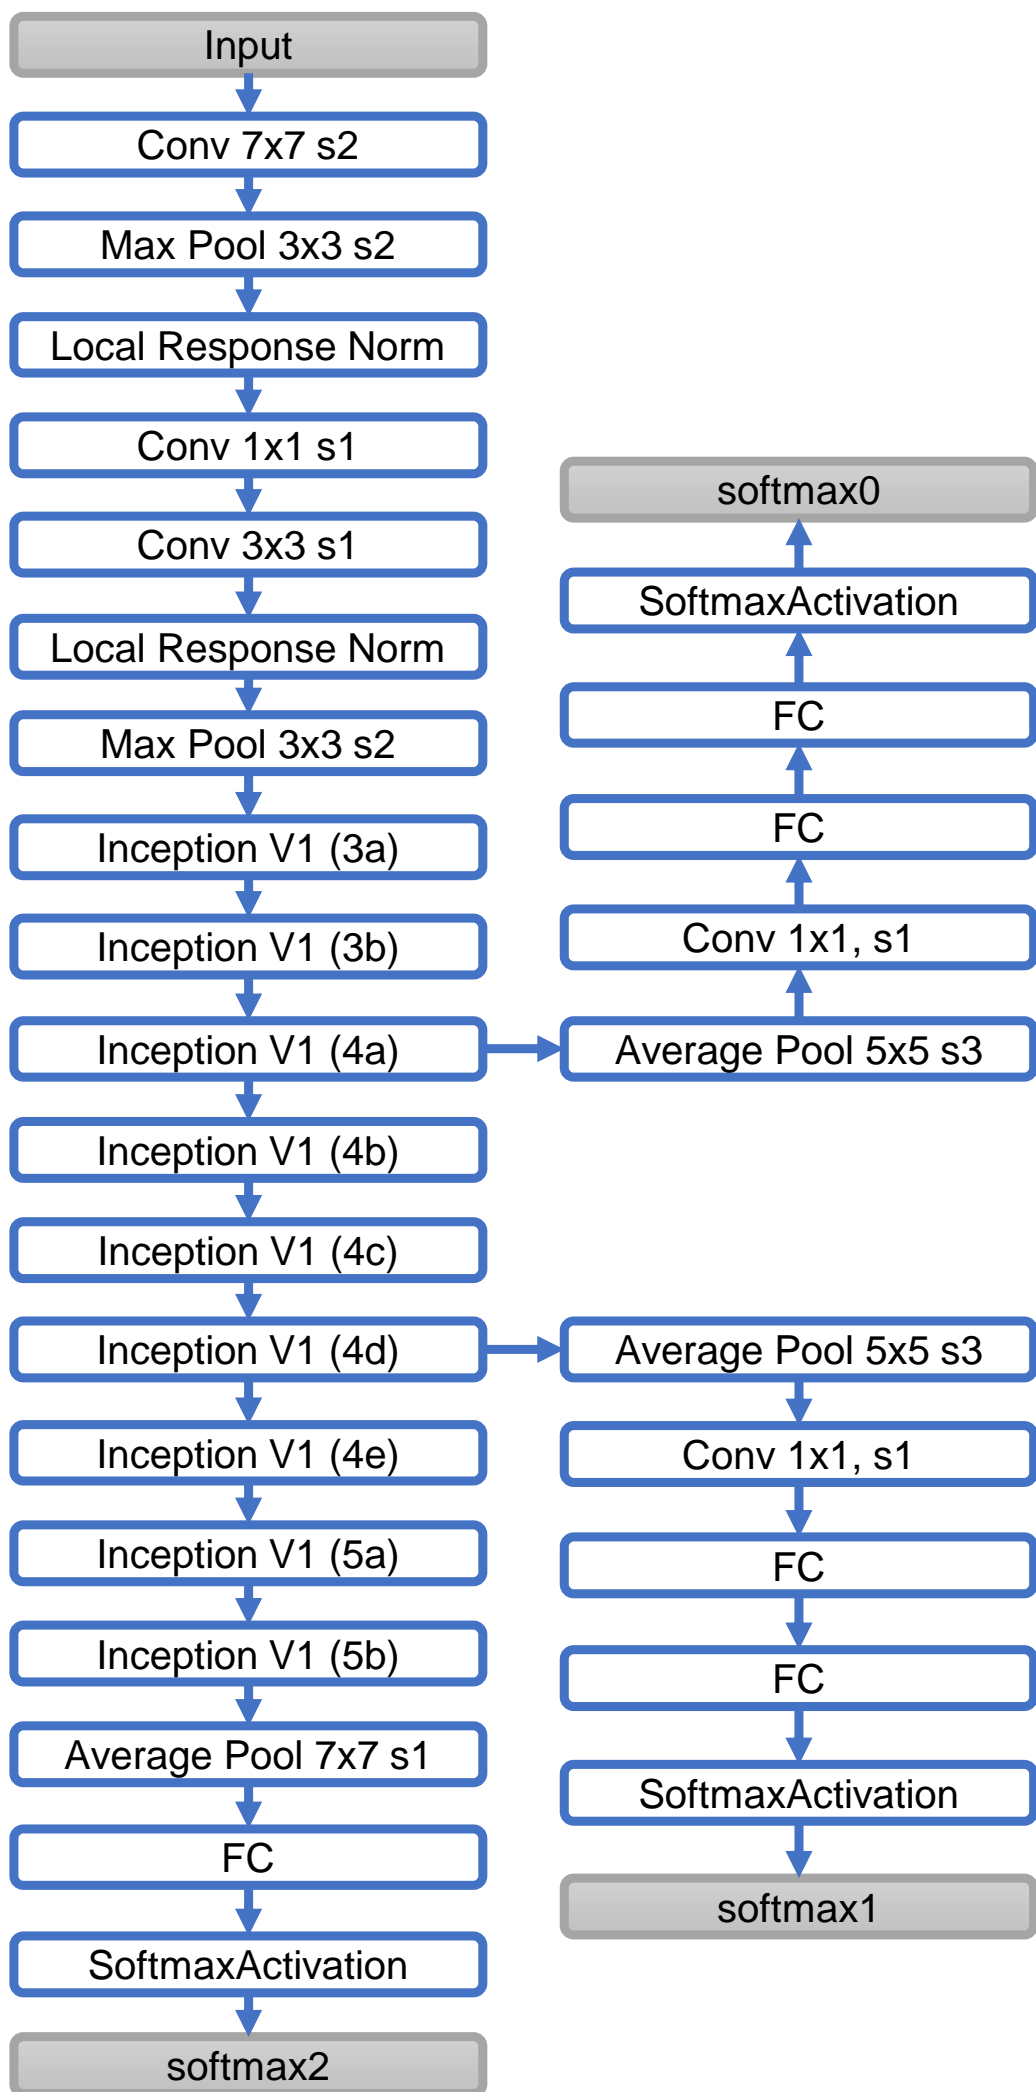 Input
Conv 7x7 s2
Max Pool 3x3 s2
Local Response Norm
Conv 1x1 s1
Conv 3x3 s1
Local Response Norm
Max Pool 3x3 s2
Inception V1 (3a)
Inception V1 (3b)
Inception V1 (4a)
Inception V1 (4b)
Inception V1 (4c)
Inception V1 (4d)
Inception V1 (4e)
Inception V1 (5a)
Inception V1 (5b)
Average Pool 7x7 s1
FC
SoftmaxActivation
softmax2
softmax0
SoftmaxActivation
FC
FC
Conv 1x1, s1
Average Pool 5x5 s3
Average Pool 5x5 s3
Conv 1x1, s1
FC
FC
SoftmaxActivation
softmax1